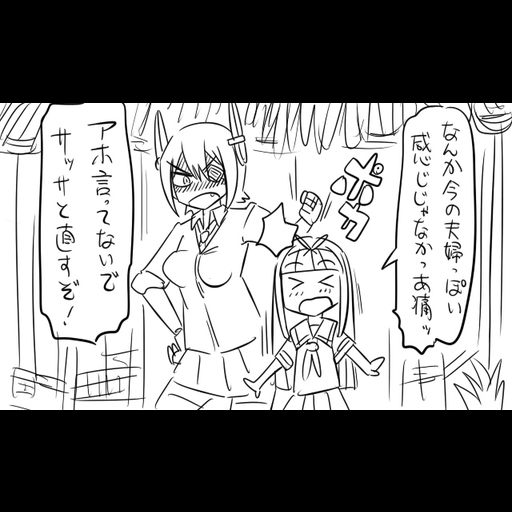 なんか今の夫婦っぽい
感じじゃなかっあ痛ッ
ポカ
アホ言ってないで
サッサと直すぞ！